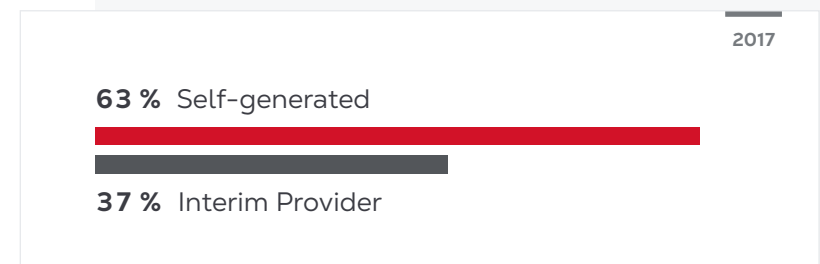 2017
63 % Self-generated
37 % Interim Provider